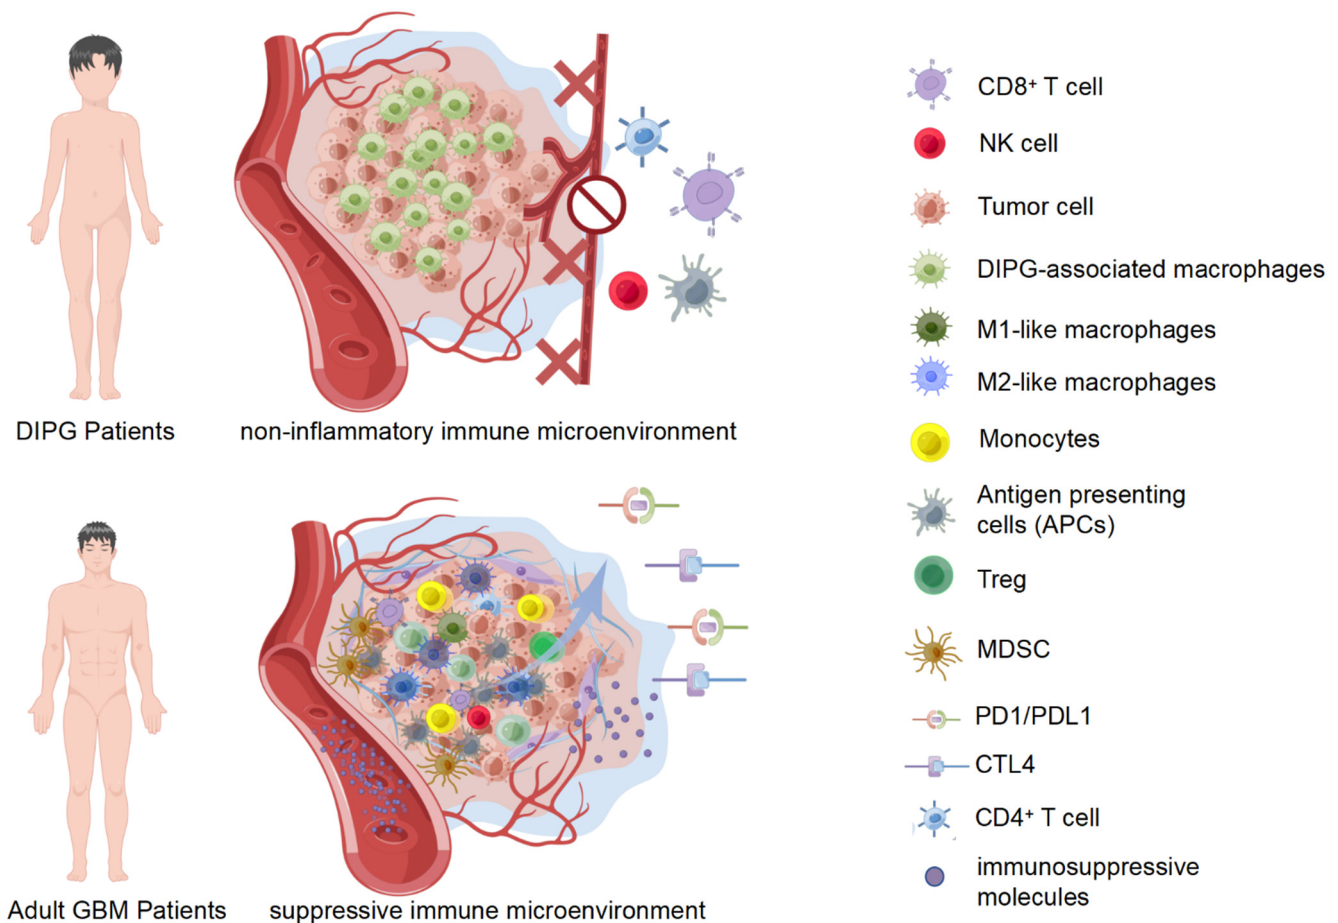 DIPG Patients
non-inflammatory immune microenvironment
Adult GBM Patients
suppressive immune microenvironment
CD8⁺ T cell
NK cell
Tumor cell
DIPG-associated macrophages
M1-like macrophages
M2-like macrophages
Monocytes
Antigen presenting
cells (APCs)
Treg
MDSC
PD1/PDL1
CTL4
CD4⁺ T cell
immunosuppressive
molecules